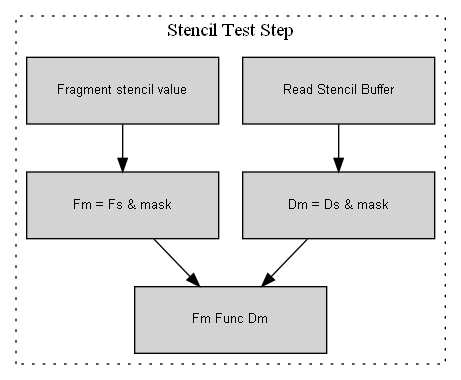 Stencil Test Step
Fragment stencil value
Read Stencil Buffer
Fm = Fs & mask
Dm = Ds & mask
Fm Func Dm